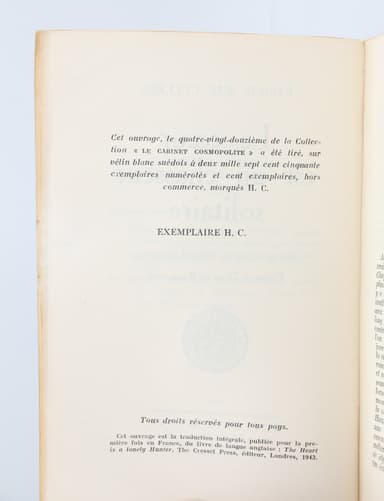 Cet ouvrage, le quatre-vingt-douzième de la Collec-
tion « LE CABINET COSMOPOLITE » a été tiré, sur
vélin blanc suédois à deux mille sept cent cinquante
exemplaires numérotés et cent exemplaires, hors
commerce, marqués H. C.
EXEMPLAIRE H. C.
Tous droits réservés pour tous pays.
Cet ouvrage est la traduction intégrale, publiée pour la pre-
mière fois en France, du livre de langue anglaise : The Heart
is a lonely Hunter, The Cresset Press, éditeur, Londres, 1943.